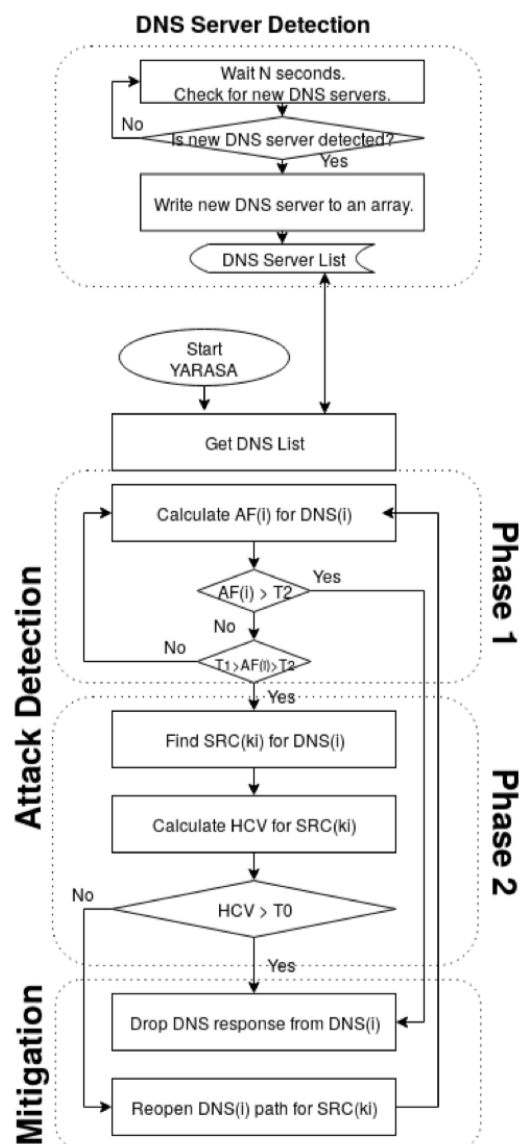 DNS Server Detection
Wait N seconds.
Check for new DNS servers.
No
Is new DNS server detected?
Yes
Write new DNS server to an array.
DNS Server List
Start
YARASA
Get DNS List
Attack Detection
Phase 1
Calculate AF(i) for DNS(i)
AF(i) > T2
Yes
No
No
T1>AF(i)>T2
Yes
Phase 2
Find SRC(ki) for DNS(i)
Calculate HCV for SRC(ki)
No
HCV > T0
Yes
Mitigation
Drop DNS response from DNS(i)
Reopen DNS(i) path for SRC(ki)